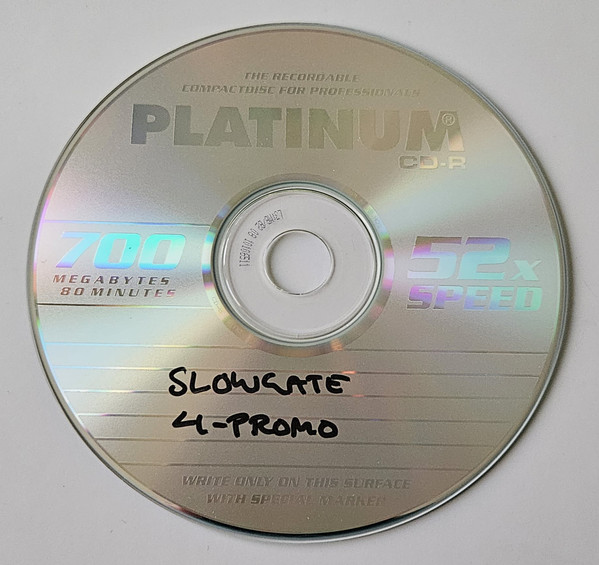 THE RECORDABLE
COMPACTDISC FOR PROFESSIONALS
PLATINUM®
CD-R
700
MEGABYTES
80 MINUTES
52x
SPEED
SLOWGATE
4-PROMO
WRITE ONLY ON THIS SURFACE
WITH SPECIAL MARKER